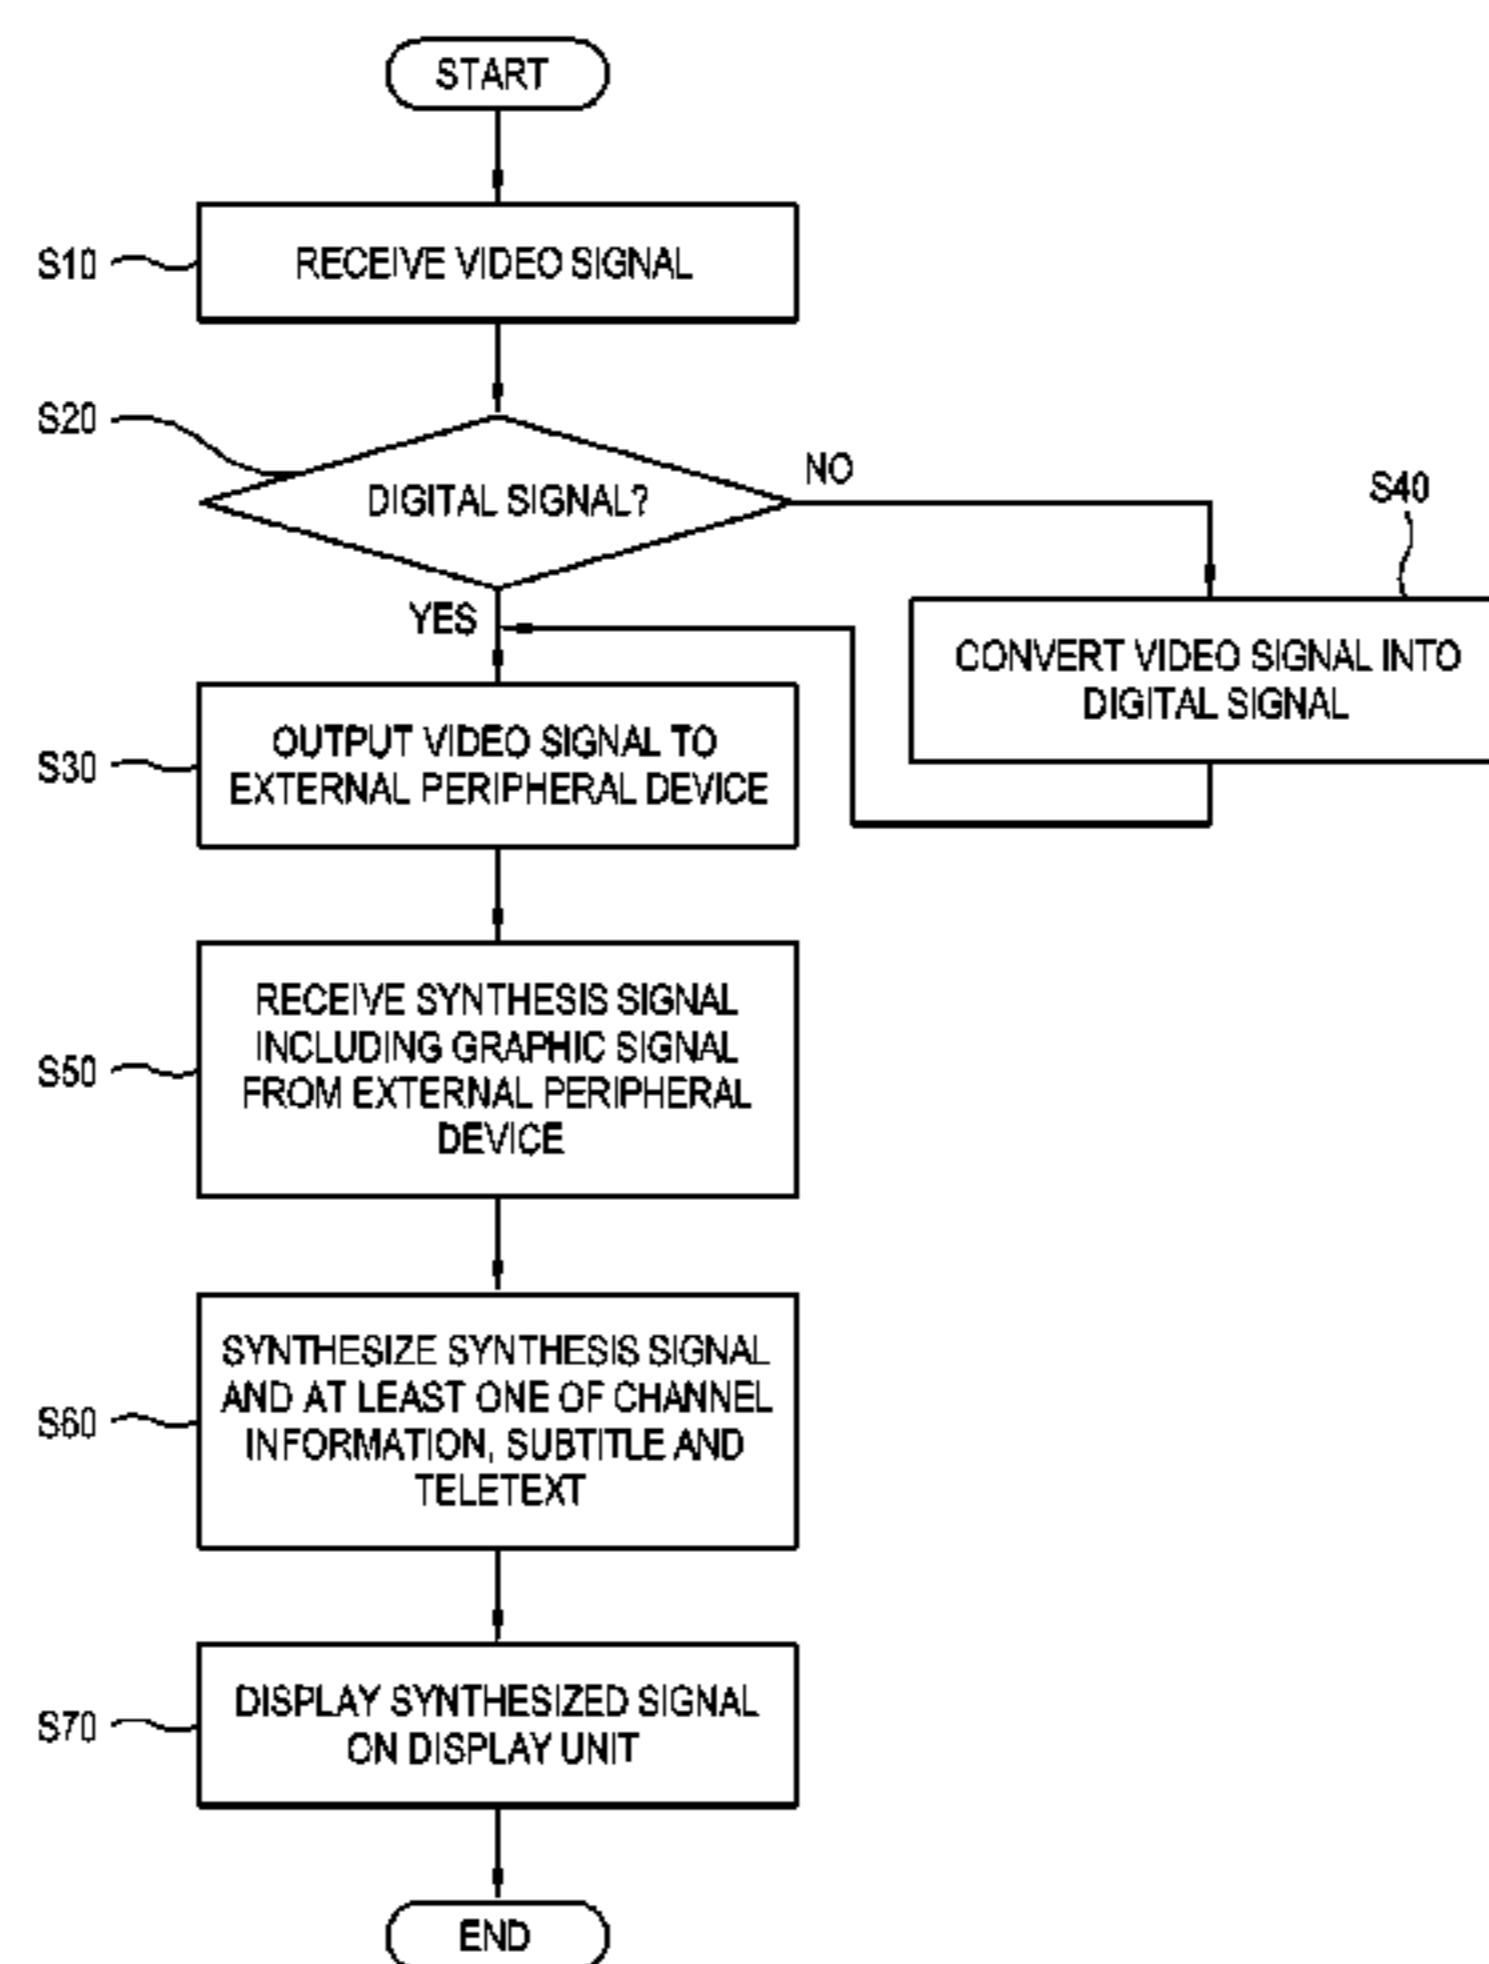 START
S10
RECEIVE VIDEO SIGNAL
S20
DIGITAL SIGNAL?
NO
S40
YES
CONVERT VIDEO SIGNAL INTO
DIGITAL SIGNAL
S30
OUTPUT VIDEO SIGNAL TO
EXTERNAL PERIPHERAL DEVICE
S50
RECEIVE SYNTHESIS SIGNAL
INCLUDING GRAPHIC SIGNAL
FROM EXTERNAL PERIPHERAL
DEVICE
S60
SYNTHESIZE SYNTHESIS SIGNAL
AND AT LEAST ONE OF CHANNEL
INFORMATION, SUBTITLE AND
TELETEXT
S70
DISPLAY SYNTHESIZED SIGNAL
ON DISPLAY UNIT
END